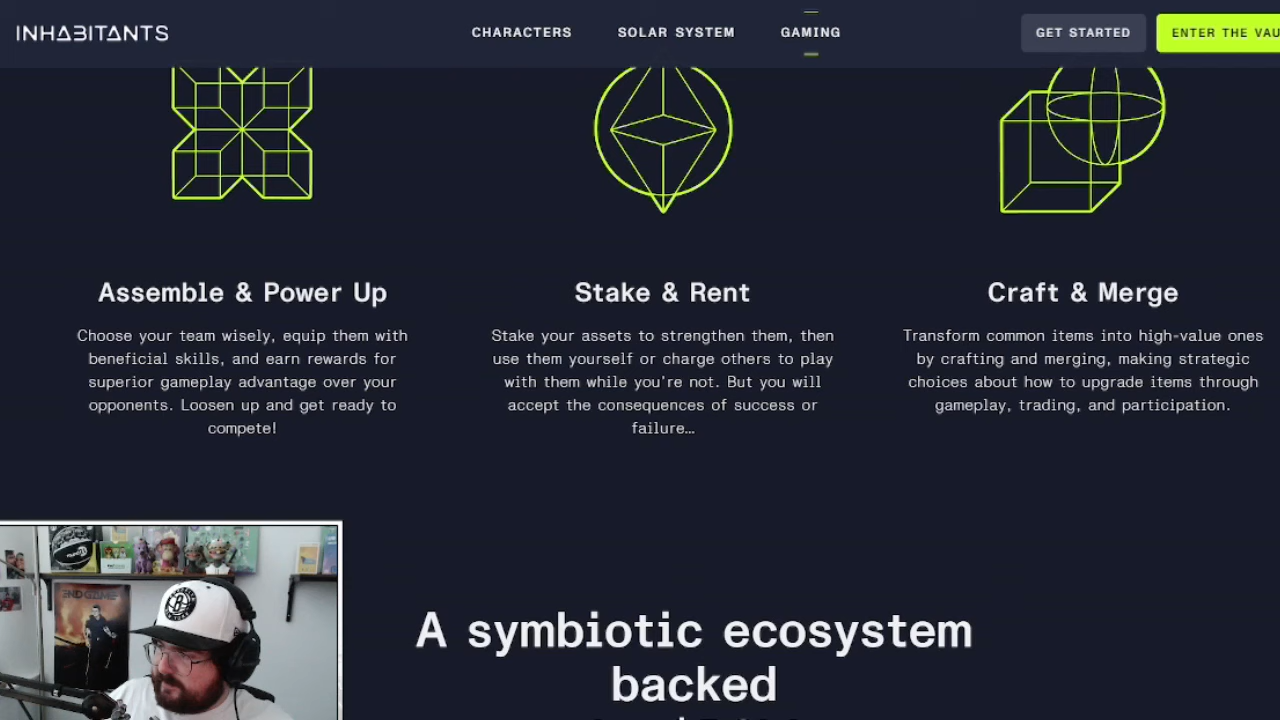 INHABITANTS
CHARACTERS
SOLAR SYSTEM
GAMING
GET STARTED
ENTER THE VAU
Assemble & Power Up
Choose your team wisely, equip them with
beneficial skills, and earn rewards for
superior gameplay advantage over your
opponents. Loosen up and get ready to
compete!
Stake & Rent
Stake your assets to strengthen them, then
use them yourself or charge others to play
with them while you're not. But you will
accept the consequences of success or
failure...
Craft & Merge
Transform common items into high-value ones
by crafting and merging, making strategic
choices about how to upgrade items through
gameplay, trading, and participation.
END GAME
A symbiotic ecosystem
backed